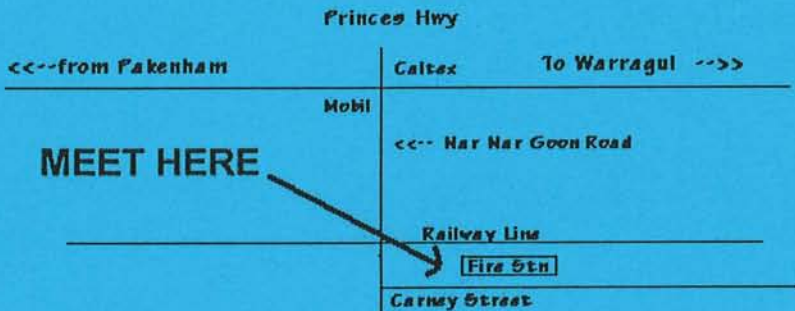 Princes Hwy
<<--from Pakenham Caltex To Warragul -->>
Mobil
<<-- Nar Nar Goon Road
MEET HERE
Railway Line
Fire Stn
Carney Street